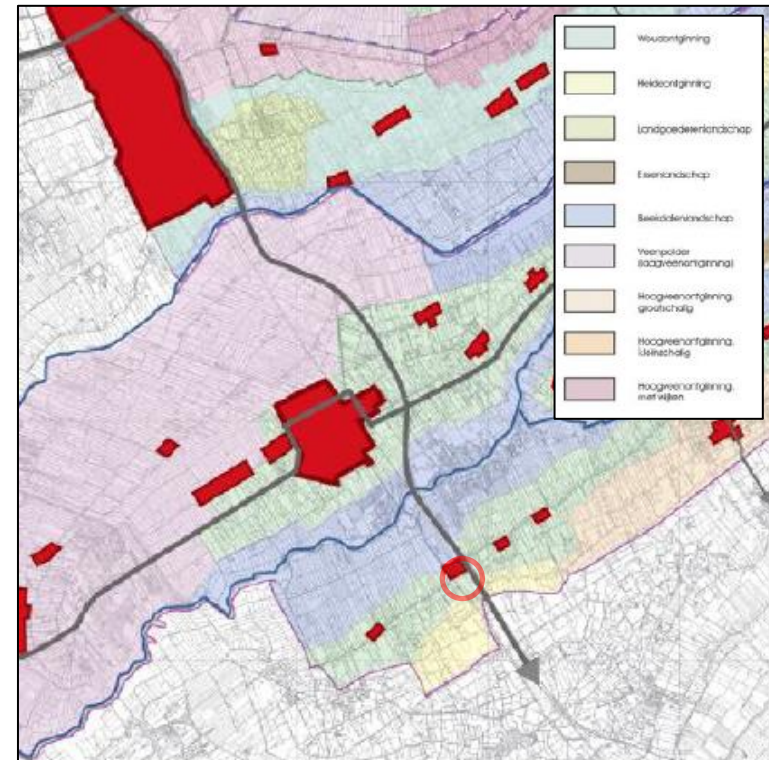 Woudontginning
Heideontginning
Landgoederenlandschap
Essenlandschap
Beekdalenlandschap
Veenpolder
(laagveenontginning)
Hoogveenontginning,
grootschalig
Hoogveenontginning,
kleinschalig
Hoogveenontginning,
met wijken